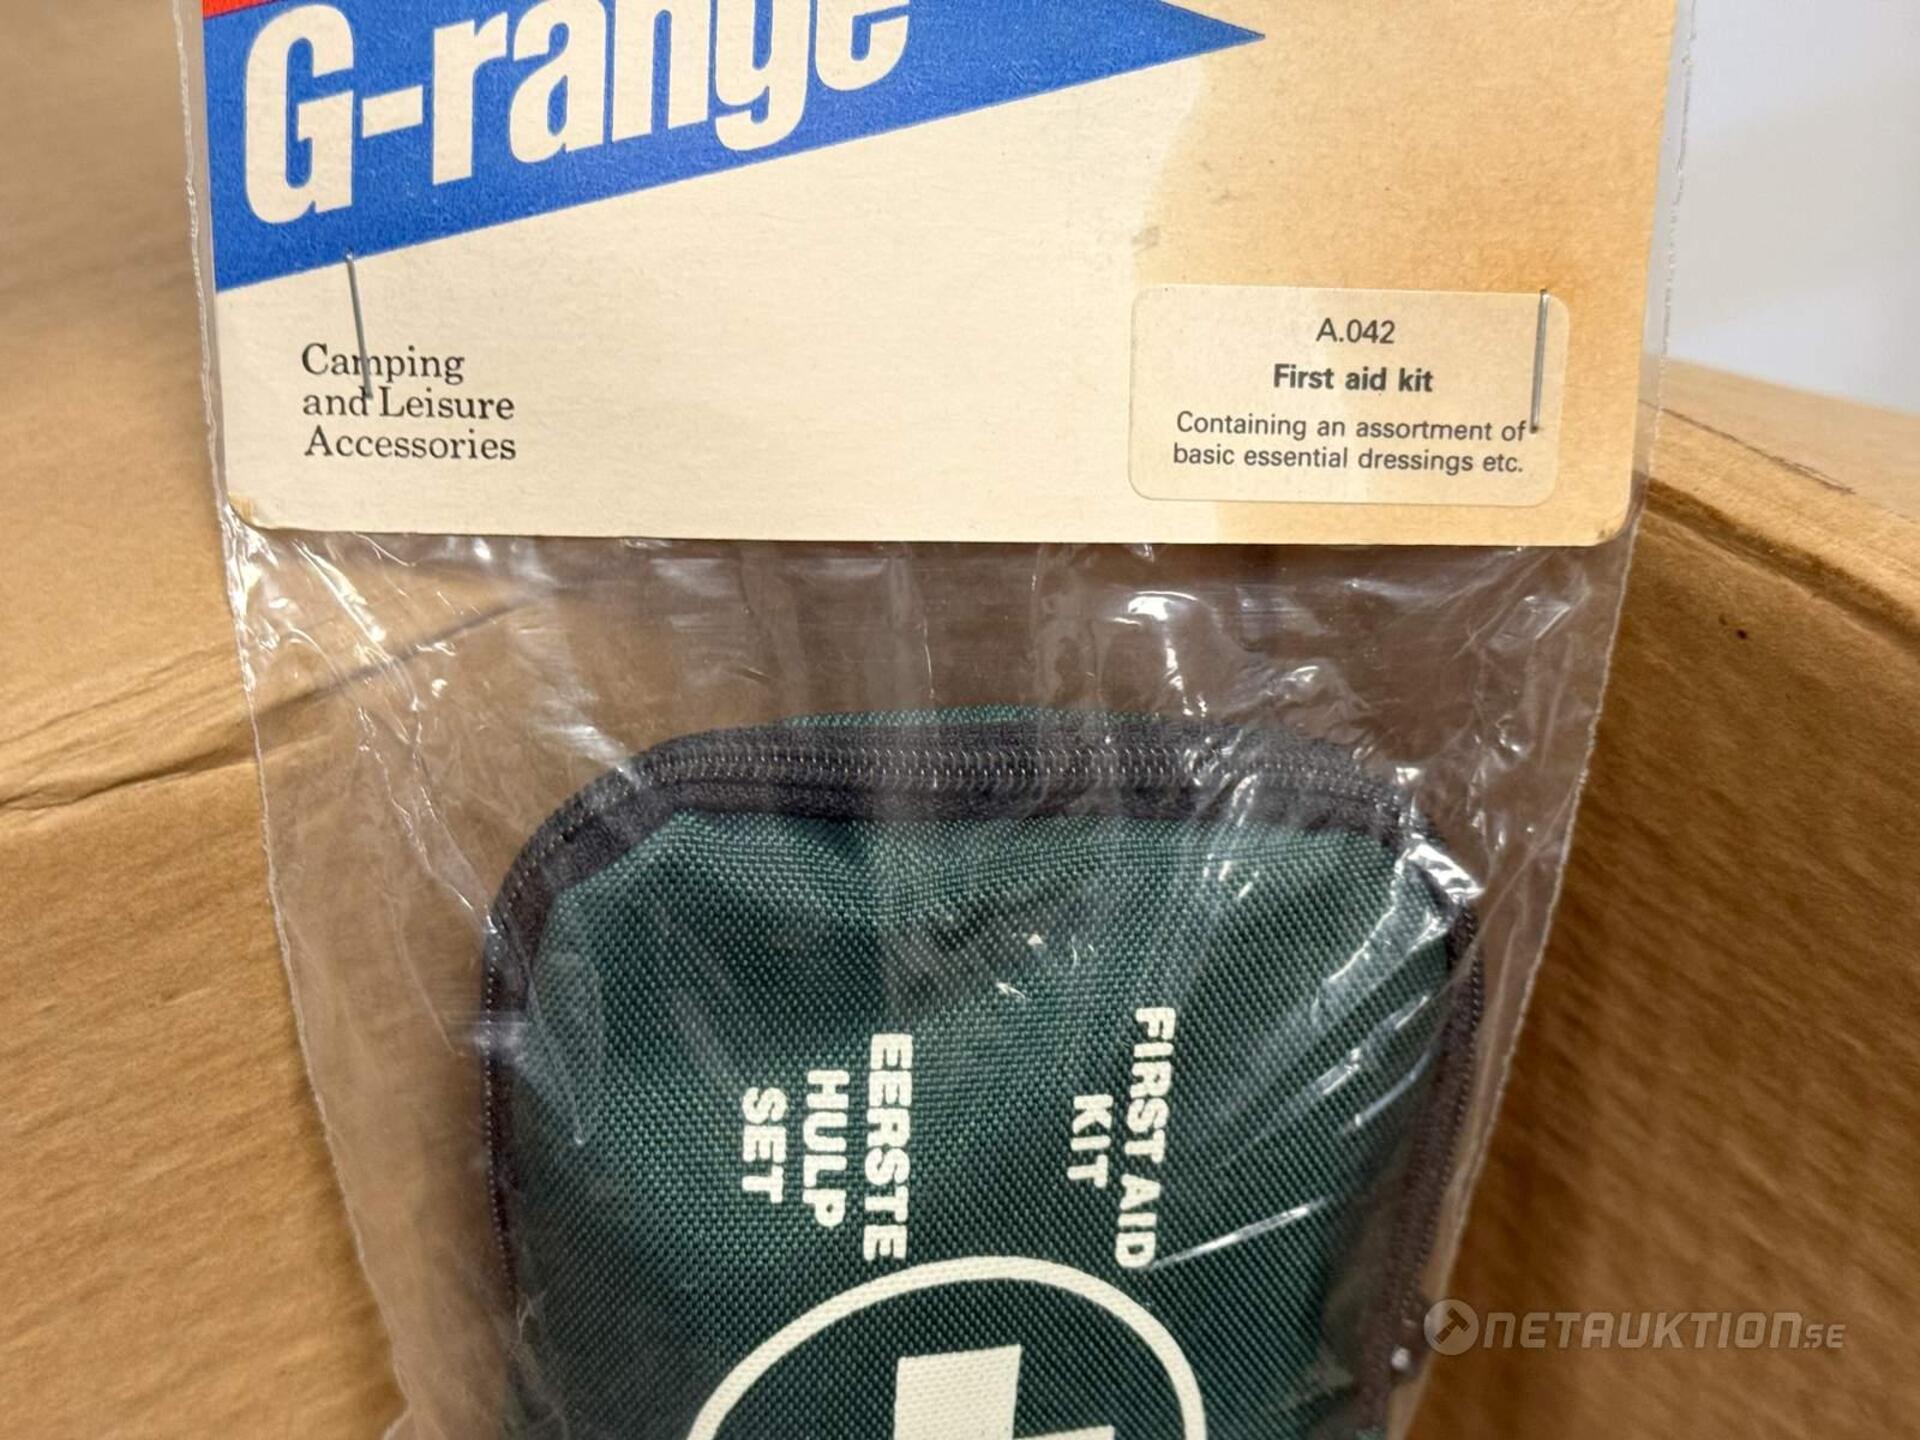 G-range
Camping
and Leisure
Accessories
A.042
First aid kit
Containing an assortment of
basic essential dressings etc.
FIRST AID
KIT
EERSTE
HULP
SET
NETAUKTION.SE